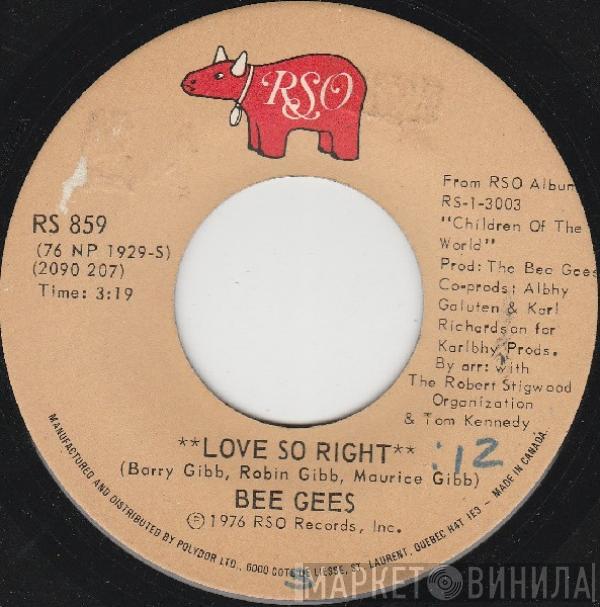 RSO
RS 859
(76 NP 1929-S)
(2090 207)
Time: 3:19
From RSO Album
RS-1-3003
"Children Of The
World"
Prod: The Bee Gees
Co-prods: Albhy
Galuten & Karl
Richardson for
Karlbhy Prods.
By arr: with
The Robert Stigwood
Organization
& Tom Kennedy
**LOVE SO RIGHT**
:12
(Barry Gibb, Robin Gibb, Maurice Gibb)
BEE GEES
℗1976 RSO Records, Inc.
MANUFACTURED AND DISTRIBUTED BY POLYDOR LTD., 6000 COTE DE LIESSE, ST. LAURENT, QUEBEC H4T 1E3 – MADE IN CANADA.
S
МАРКЕТ ВИНИЛА